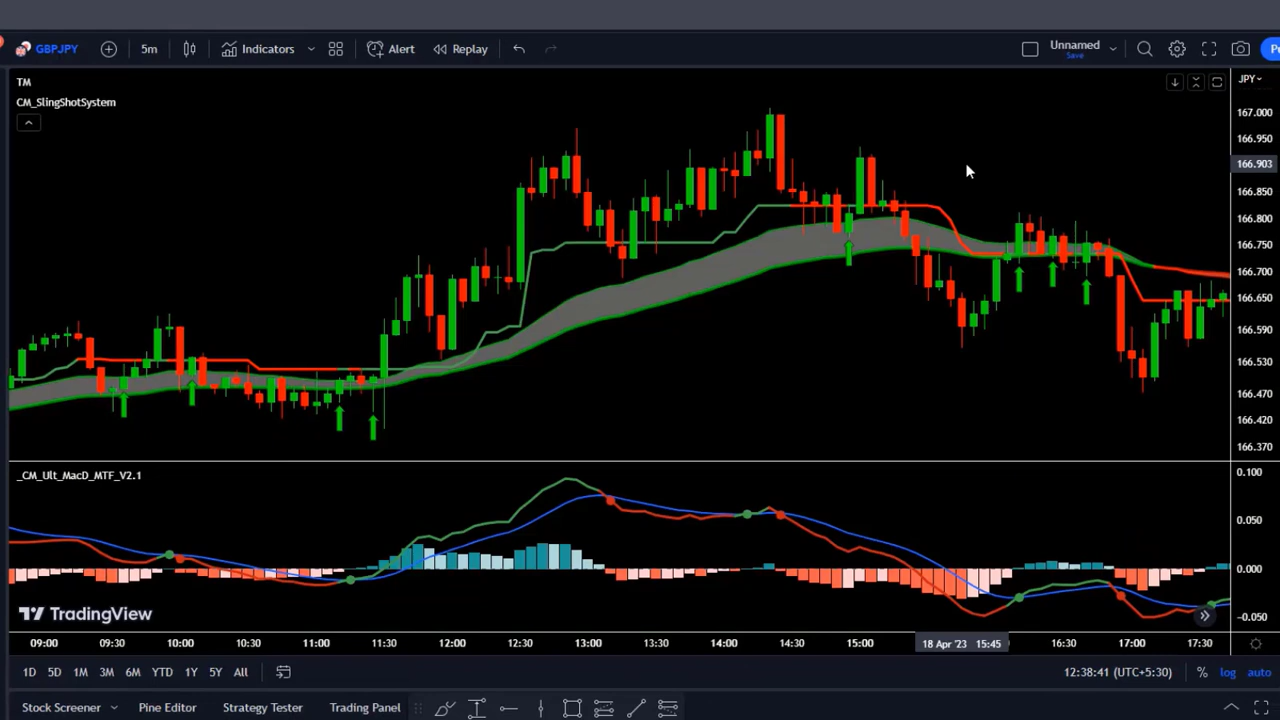 GBPJPY 5m Indicators Alert Replay Unnamed
Save
TM
CM_SlingShotSystem
JPY
167.000
166.950
166.903
166.850
166.800
166.750
166.700
166.650
166.590
166.530
166.470
166.420
166.370
_CM_Ult_MacD_MTF_V2.1
0.100
0.050
0.000
-0.050
TradingView
09:00 09:30 10:00 10:30 11:00 11:30 12:00 12:30 13:00 13:30 14:00 14:30 15:00 18 Apr '23 15:45 16:30 17:00 17:30
1D 5D 1M 3M 6M YTD 1Y 5Y All 12:38:41 (UTC+5:30) % log auto
Stock Screener Pine Editor Strategy Tester Trading Panel